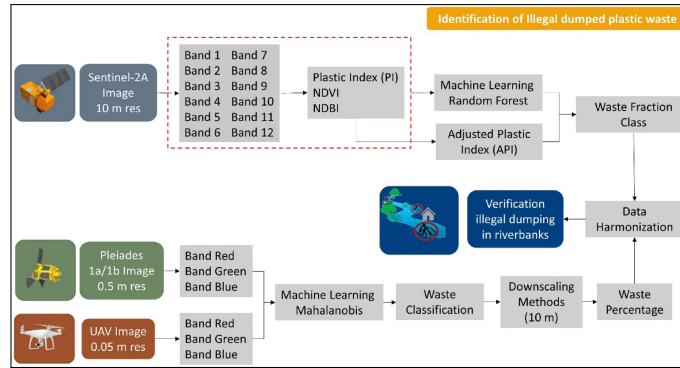 Identification of Illegal dumped plastic waste
Sentinel-2A
Image
10 m res
Band 1 Band 7
Band 2 Band 8
Band 3 Band 9
Band 4 Band 10
Band 5 Band 11
Band 6 Band 12
Plastic Index (PI)
NDVI
NDBI
Machine Learning
Random Forest
Adjusted Plastic
Index (API)
Waste Fraction
Class
Verification
illegal dumping
in riverbanks
Data
Harmonization
Pleiades
1a/1b Image
0.5 m res
Band Red
Band Green
Band Blue
UAV Image
0.05 m res
Band Red
Band Green
Band Blue
Machine Learning
Mahalanobis
Waste
Classification
Downscaling
Methods
(10 m)
Waste
Percentage